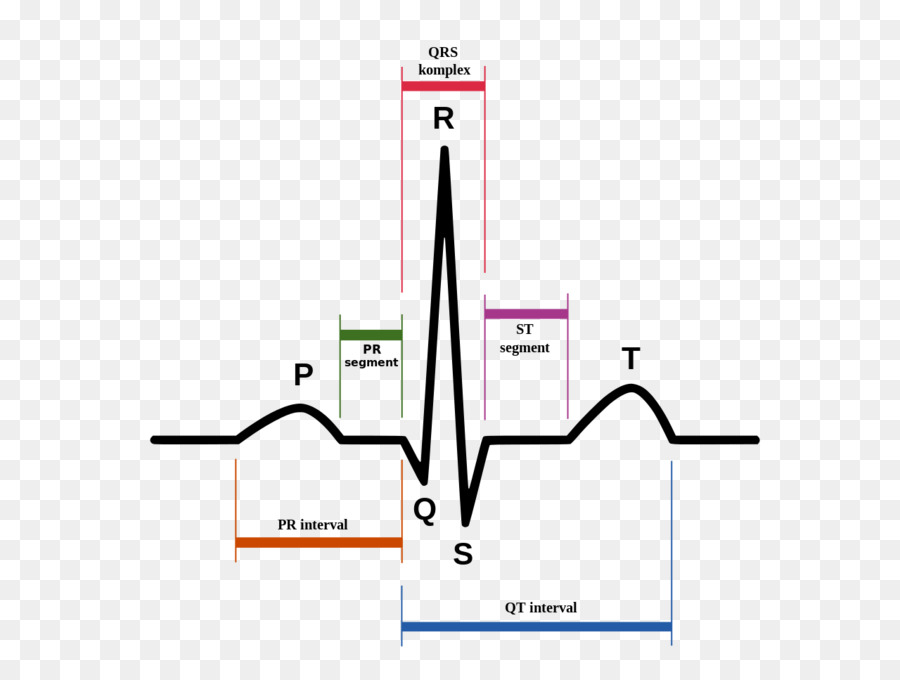 QRS
komplex
R
PR
segment
ST
segment
P
T
Q
S
PR interval
QT interval